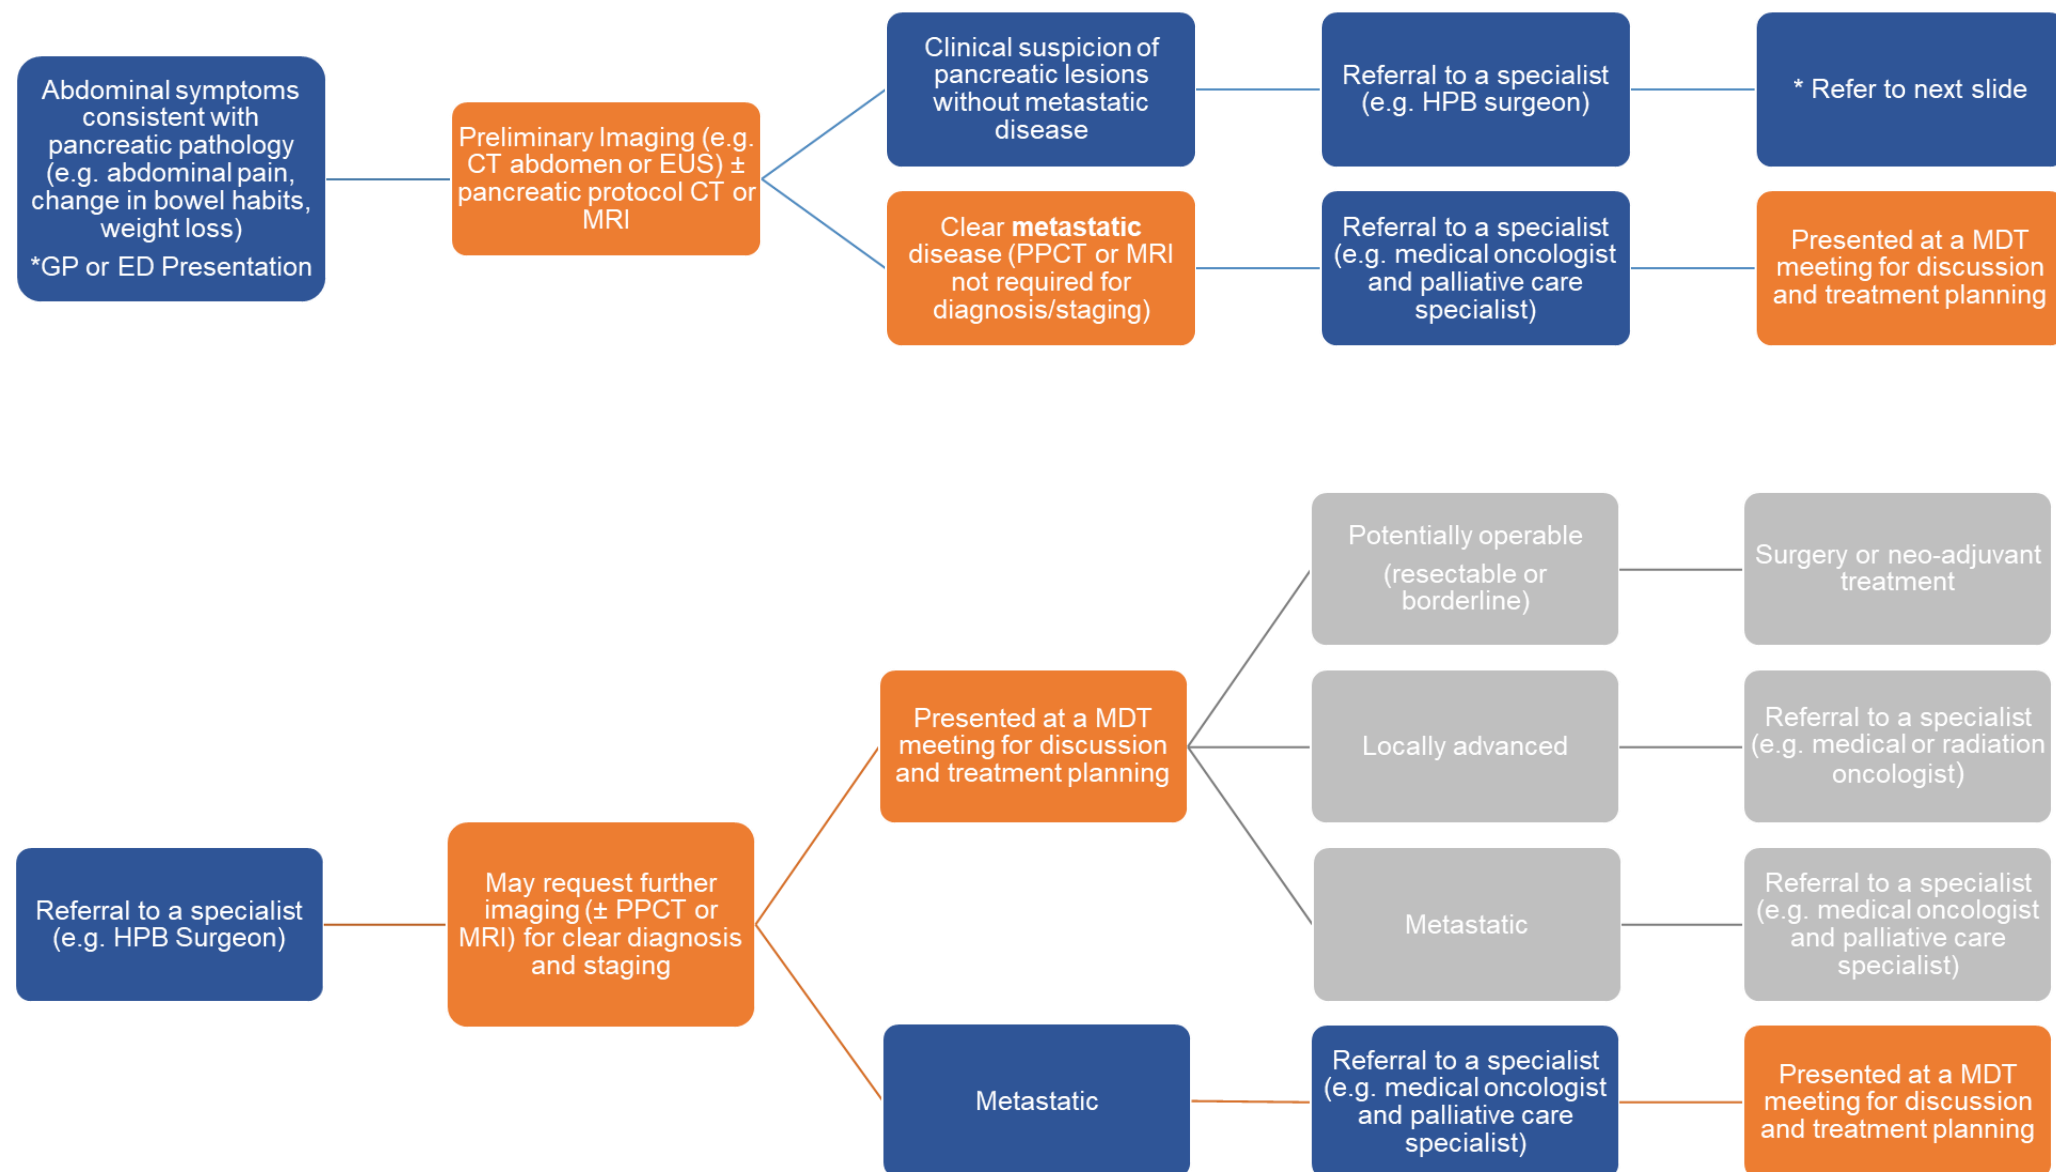 Abdominal symptoms
consistent with
pancreatic pathology
(e.g. abdominal pain,
change in bowel habits,
weight loss)
*GP or ED Presentation
Preliminary Imaging (e.g.
CT abdomen or EUS) ±
pancreatic protocol CT or
MRI
Clinical suspicion of
pancreatic lesions
without metastatic
disease
Referral to a specialist
(e.g. HPB surgeon)
* Refer to next slide
Clear metastatic
disease (PPCT or MRI
not required for
diagnosis/staging)
Referral to a specialist
(e.g. medical oncologist
and palliative care
specialist)
Presented at a MDT
meeting for discussion
and treatment planning
Referral to a specialist
(e.g. HPB Surgeon)
May request further
imaging (± PPCT or
MRI) for clear diagnosis
and staging
Presented at a MDT
meeting for discussion
and treatment planning
Potentially operable
(resectable or
borderline)
Surgery or neo-adjuvant
treatment
Locally advanced
Referral to a specialist
(e.g. medical or radiation
oncologist)
Metastatic
Referral to a specialist
(e.g. medical oncologist
and palliative care
specialist)
Metastatic
Referral to a specialist
(e.g. medical oncologist
and palliative care
specialist)
Presented at a MDT
meeting for discussion
and treatment planning